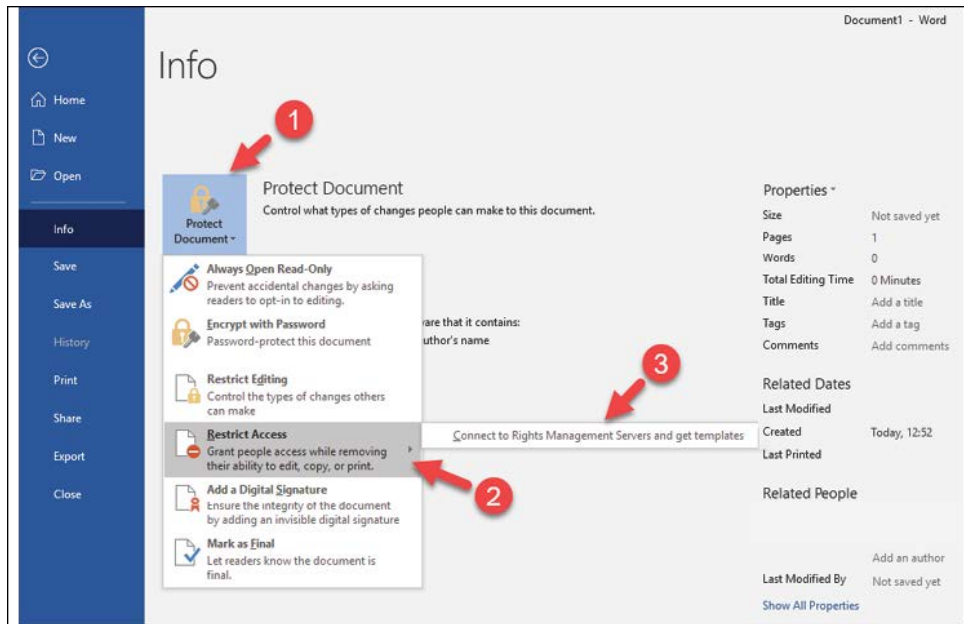 Document1 - Word
Info
Home
New
Open
Info
Save
Save As
History
Print
Share
Export
Close
1
Protect Document
Protect Document
Control what types of changes people can make to this document.
Always Open Read-Only
Prevent accidental changes by asking
readers to opt-in to editing.
Encrypt with Password
Password-protect this document
Restrict Editing
Control the types of changes others
can make
Restrict Access
Grant people access while removing
their ability to edit, copy, or print.
Add a Digital Signature
Ensure the integrity of the document
by adding an invisible digital signature
Mark as Final
Let readers know the document is
final.
that it contains:
author's name
3
Connect to Rights Management Servers and get templates
2
Properties
Size Not saved yet
Pages 1
Words 0
Total Editing Time 0 Minutes
Title Add a title
Tags Add a tag
Comments Add comments
Related Dates
Last Modified
Created Today, 12:52
Last Printed
Related People
Add an author
Last Modified By Not saved yet
Show All Properties